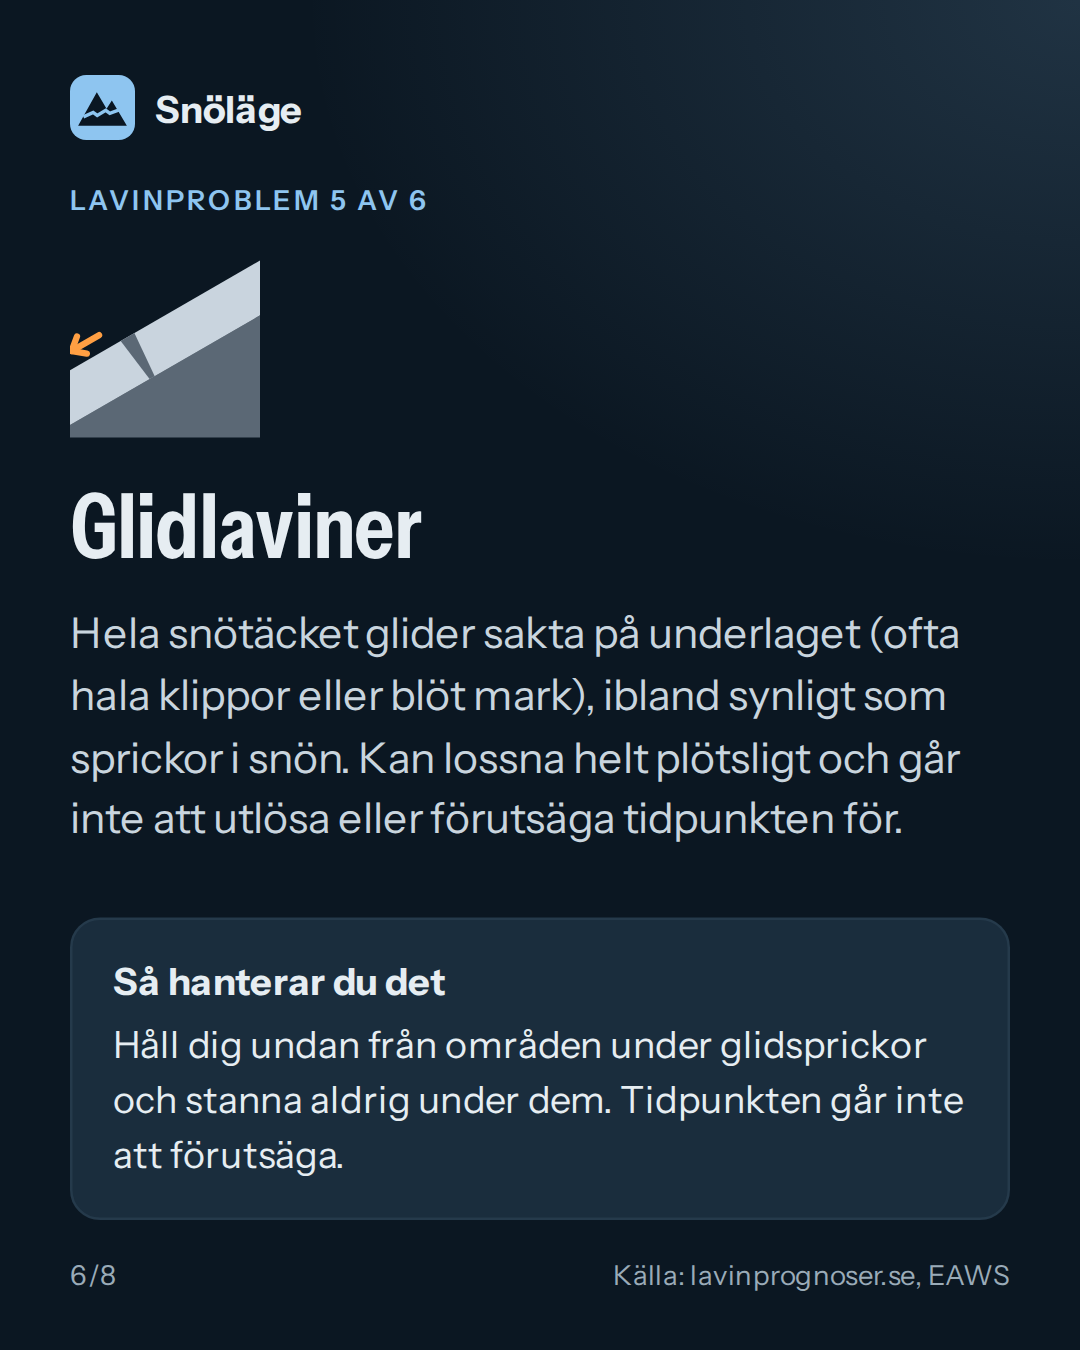 Snöläge
LAVINPROBLEM 5 AV 6
Glidlaviner
Hela snötäcket glider sakta på underlaget (ofta
hala klippor eller blöt mark), ibland synligt som
sprickor i snön. Kan lossna helt plötsligt och går
inte att utlösa eller förutsäga tidpunkten för.
Så hanterar du det
Håll dig undan från områden under glidsprickor
och stanna aldrig under dem. Tidpunkten går inte
att förutsäga.
6/8
Källa: lavinprognoser.se, EAWS